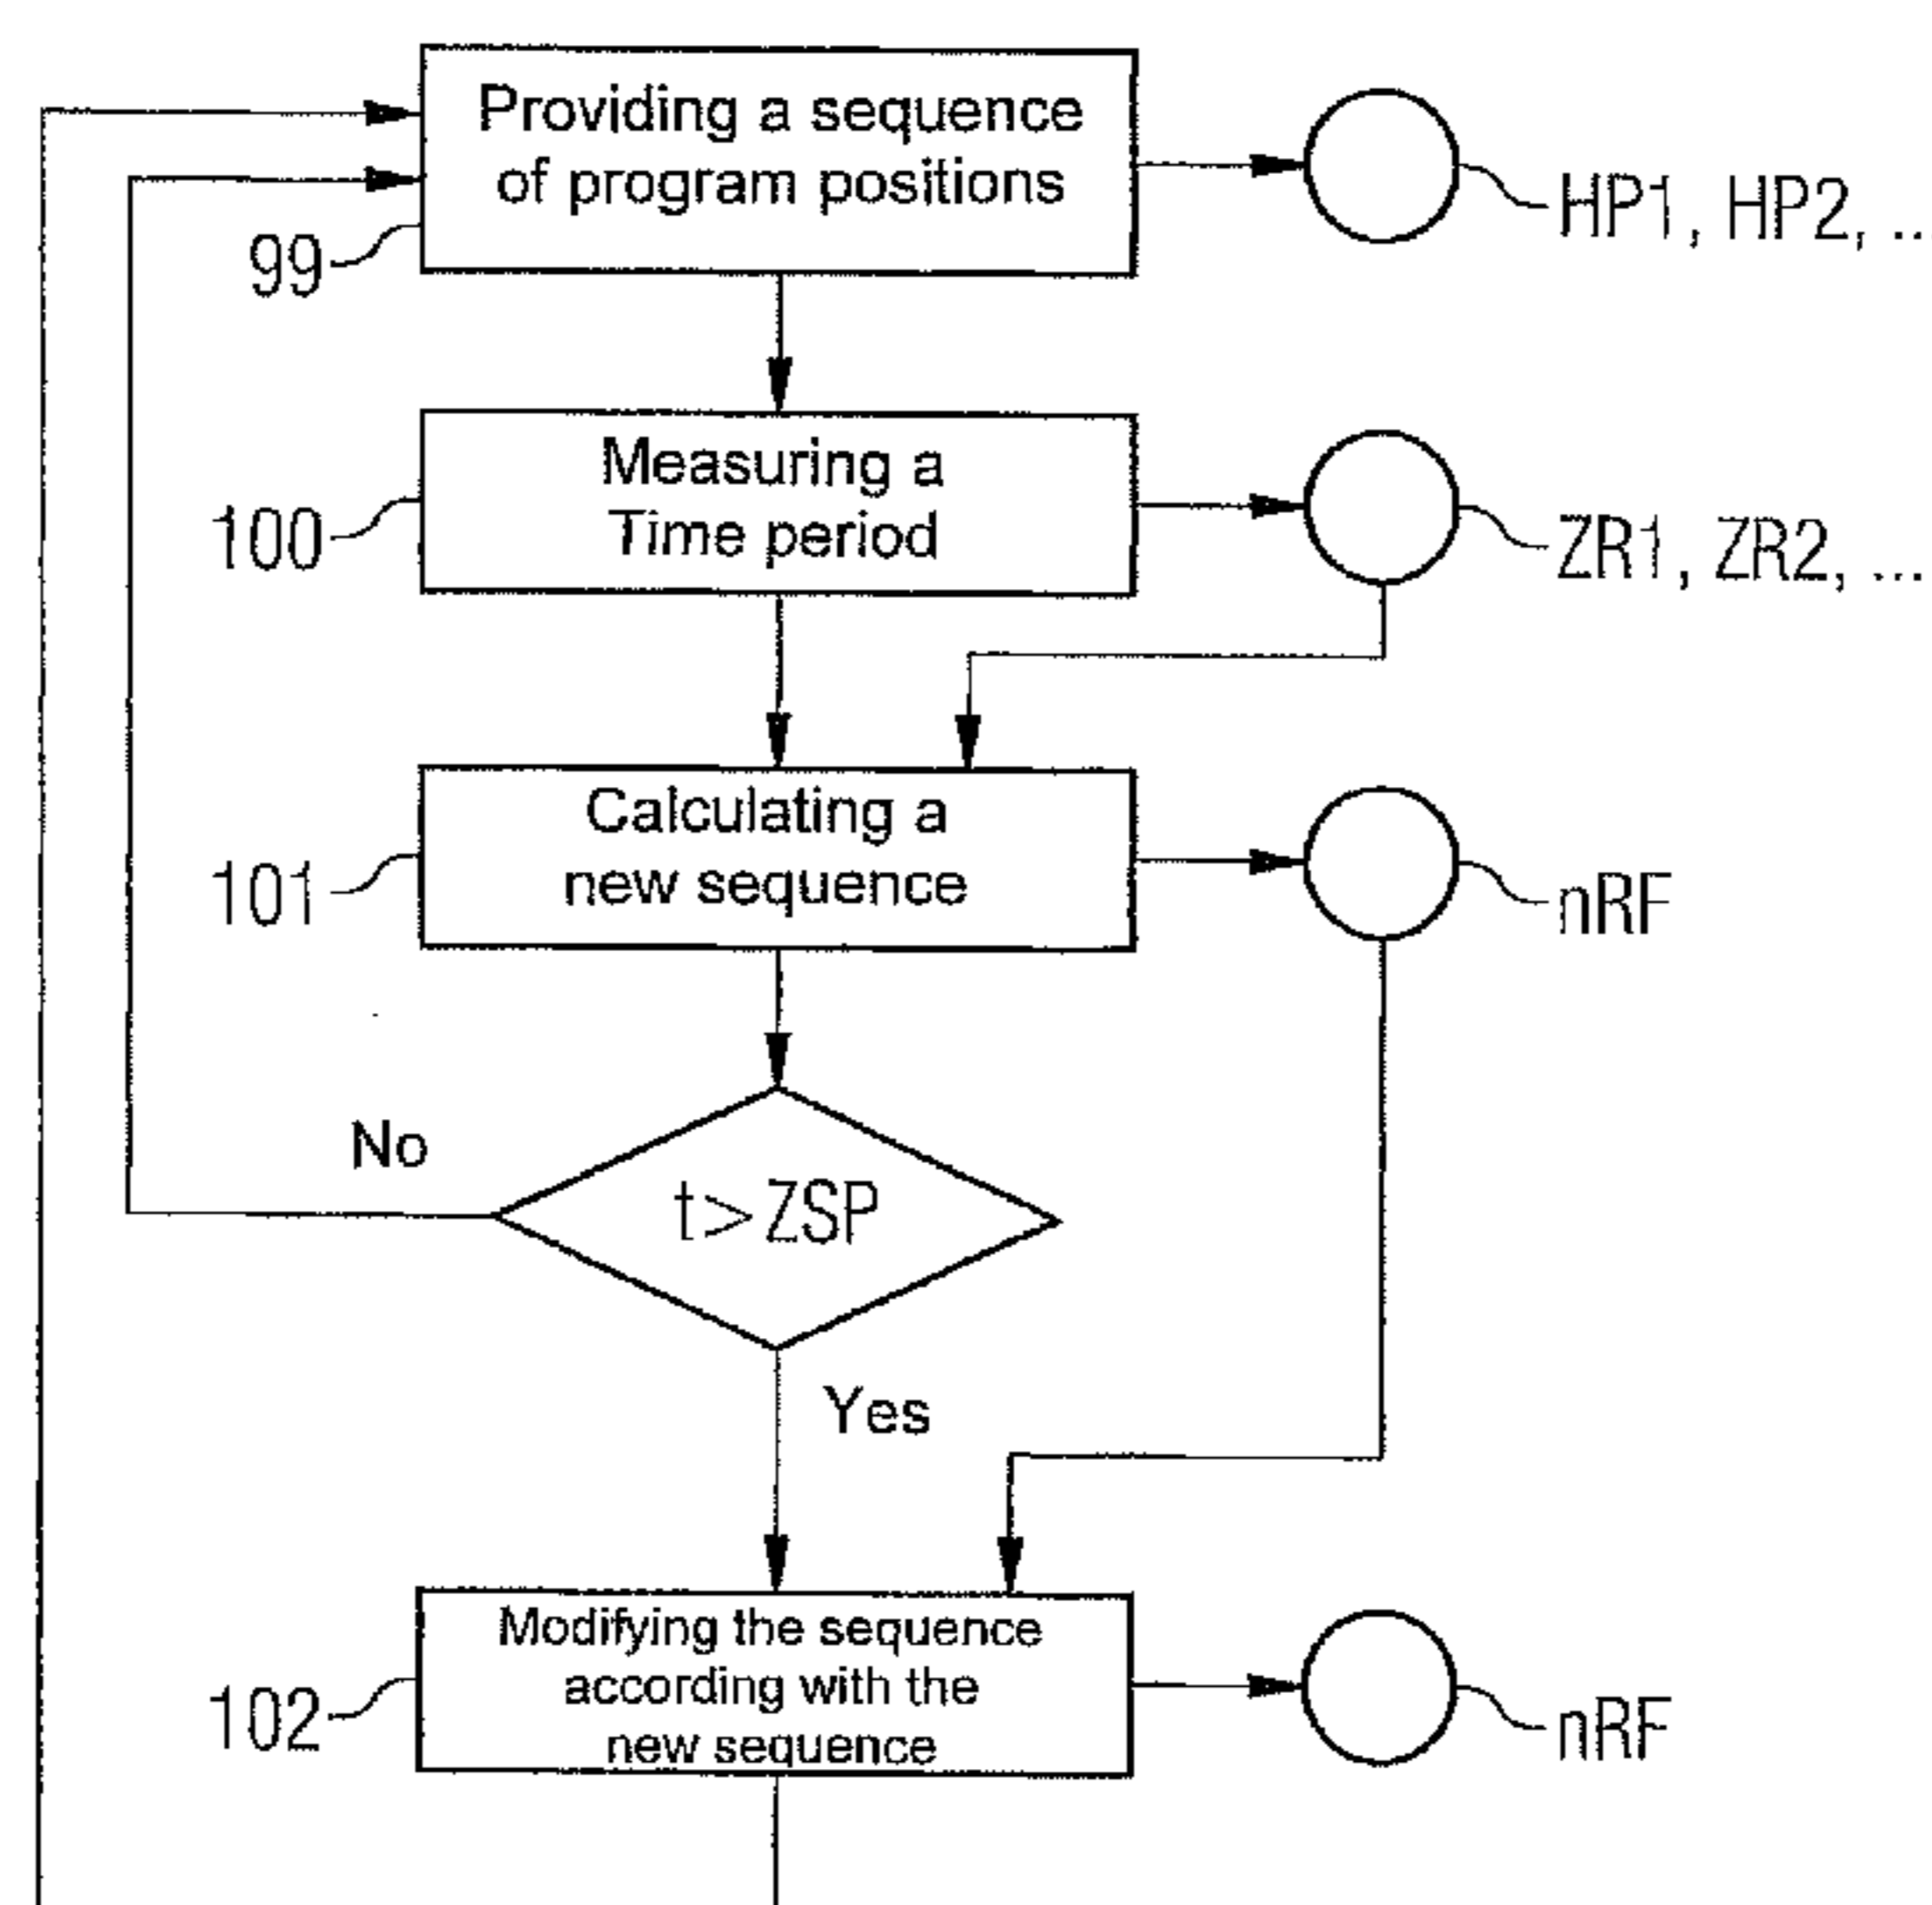 Providing a sequence
of program positions
99
HP1, HP2, ..
Measuring a
Time period
100
ZR1, ZR2, ...
Calculating a
new sequence
101
nRF
No
t>ZSP
Yes
Modifying the sequence
according with the
new sequence
102
nRF